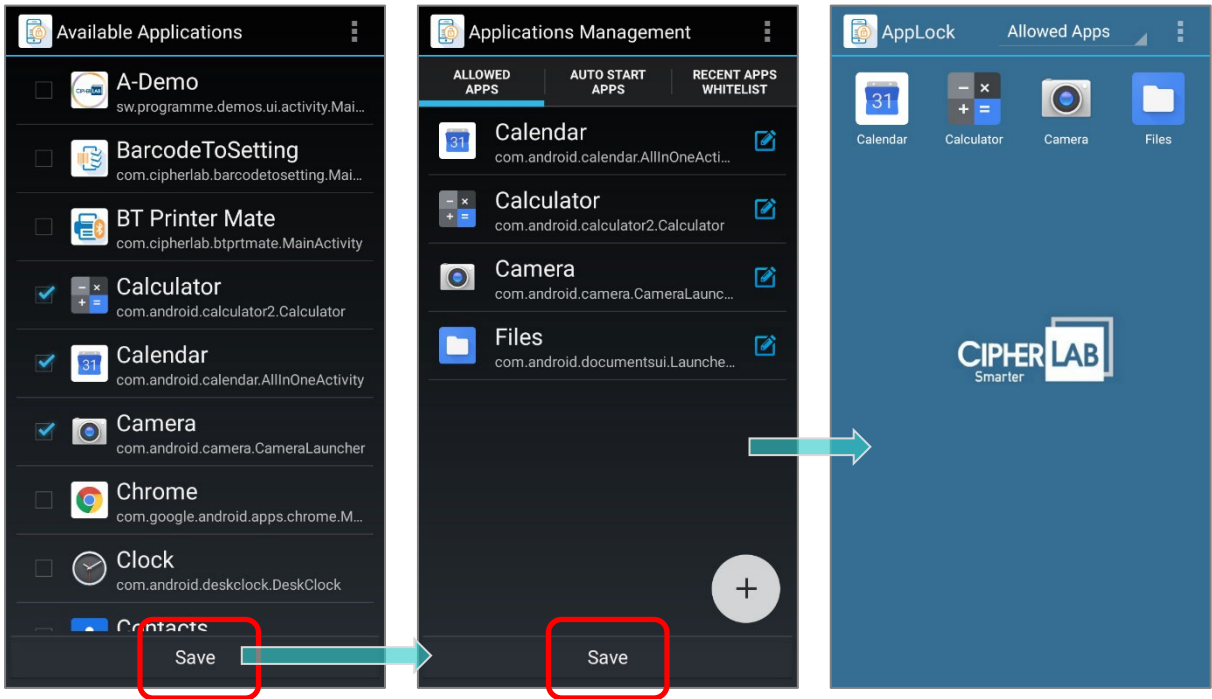 Available Applications
A-Demo
sw.programme.demos.ui.activity.Mai...
BarcodeToSetting
com.cipherlab.barcodetosetting.Mai...
BT Printer Mate
com.cipherlab.btprtmate.MainActivity
Calculator
com.android.calculator2.Calculator
Calendar
com.android.calendar.AllInOneActivity
Camera
com.android.camera.CameraLauncher
Chrome
com.google.android.apps.chrome.M...
Clock
com.android.deskclock.DeskClock
Contacts
Save
Applications Management
ALLOWED APPS
AUTO START APPS
RECENT APPS WHITELIST
31
Calendar
com.android.calendar.AllInOneActi...
Calculator
com.android.calculator2.Calculator
Camera
com.android.camera.CameraLaunc...
Files
com.android.documentsui.Launche...
+
Save
AppLock
Allowed Apps
31
Calendar
Calculator
Camera
Files
CIPHERLAB
Smarter